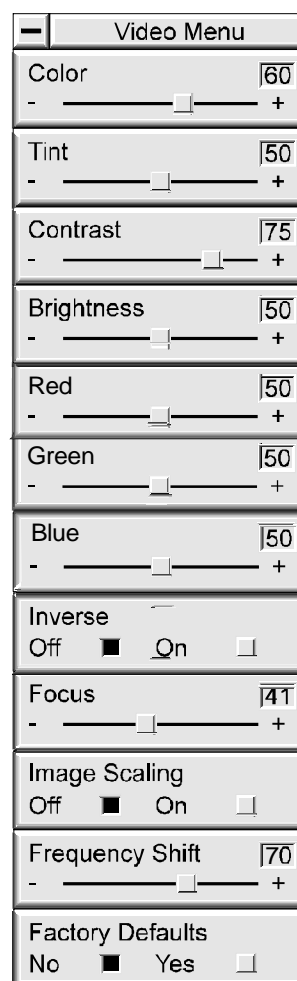 Video Menu
Color 60
- +
Tint 50
- +
Contrast 75
- +
Brightness 50
- +
Red 50
- +
Green 50
- +
Blue 50
- +
Inverse
Off On
Focus 41
- +
Image Scaling
Off On
Frequency Shift 70
- +
Factory Defaults
No Yes